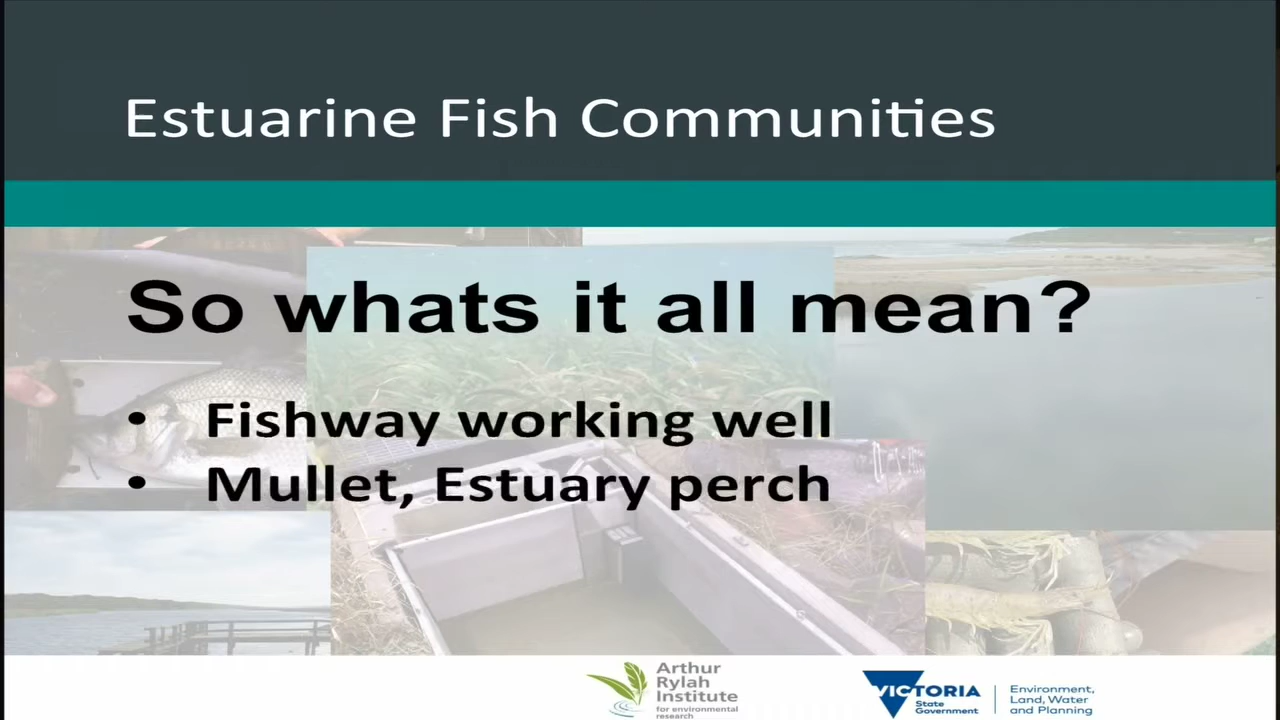 Estuarine Fish Communities
So whats it all mean?
• Fishway working well
• Mullet, Estuary perch
Arthur
Rylah
Institute
for environmental
research
VICTORIA
State
Government
Environment,
Land, Water
and Planning